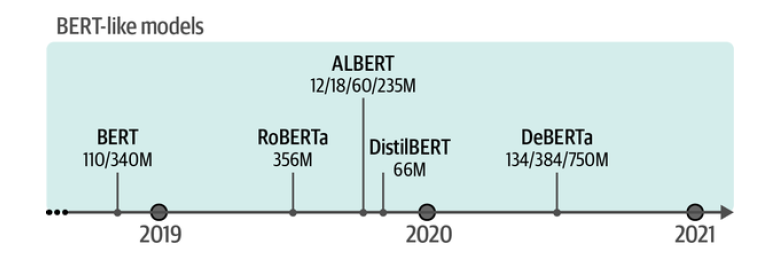 BERT-like models
BERT
110/340M
RoBERTa
356M
ALBERT
12/18/60/235M
DistilBERT
66M
DeBERTa
134/384/750M
2019
2020
2021